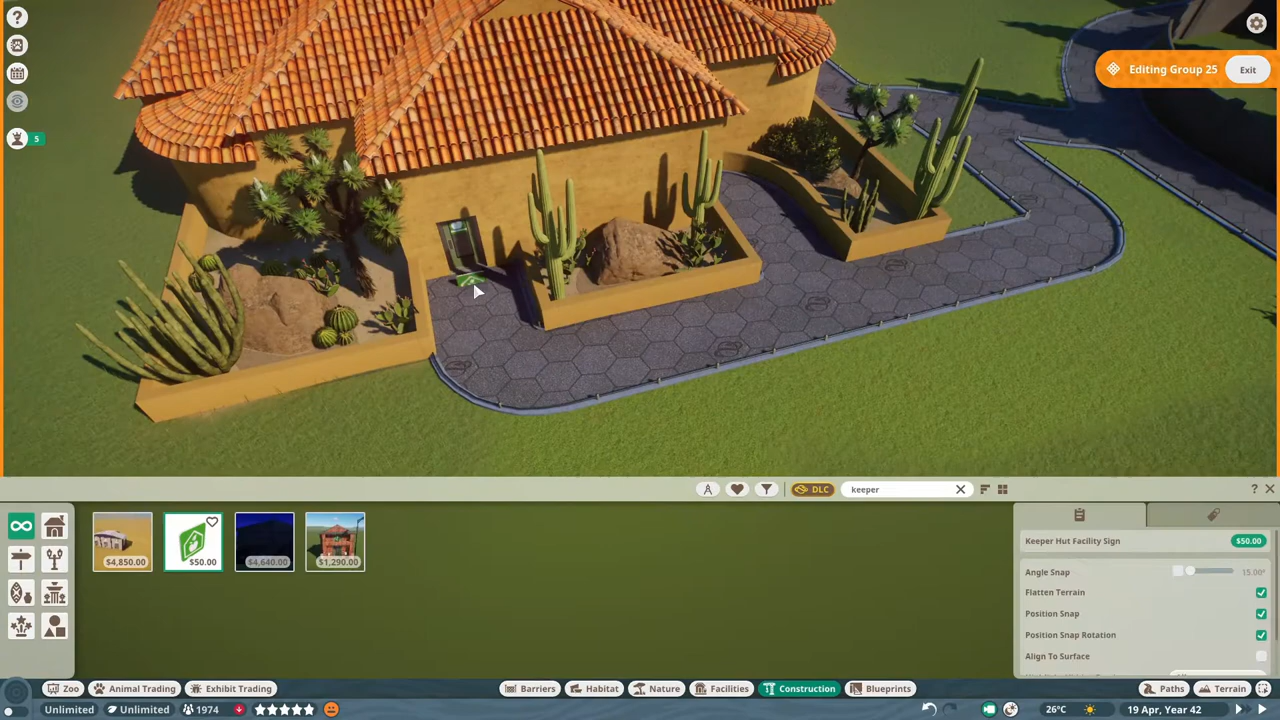 ?
5
Editing Group 25
Exit
DLC
keeper
?
$4,850.00
$50.00
$4,640.00
$1,290.00
Keeper Hut Facility Sign
$50.00
Angle Snap
15.00°
Flatten Terrain
Position Snap
Position Snap Rotation
Align To Surface
Zoo
Animal Trading
Exhibit Trading
Barriers
Habitat
Nature
Facilities
Construction
Blueprints
Paths
Terrain
Unlimited
Unlimited
1974
26°C
19 Apr, Year 42